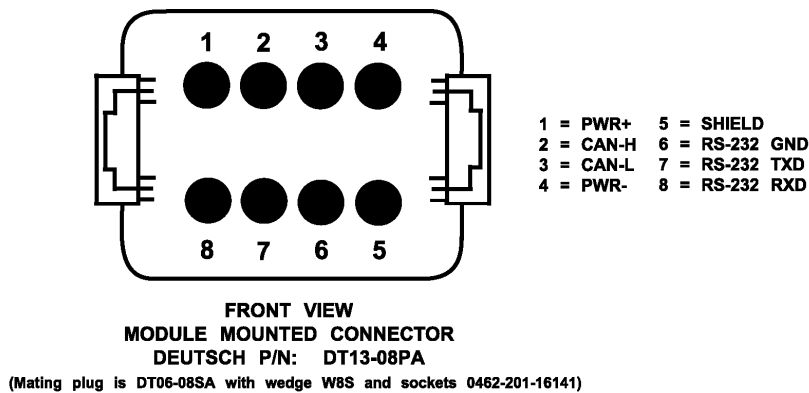 1 2 3 4
8 7 6 5
1 = PWR+ 5 = SHIELD
2 = CAN-H 6 = RS-232 GND
3 = CAN-L 7 = RS-232 TXD
4 = PWR- 8 = RS-232 RXD
FRONT VIEW
MODULE MOUNTED CONNECTOR
DEUTSCH P/N: DT13-08PA
(Mating plug is DT06-08SA with wedge W8S and sockets 0462-201-16141)